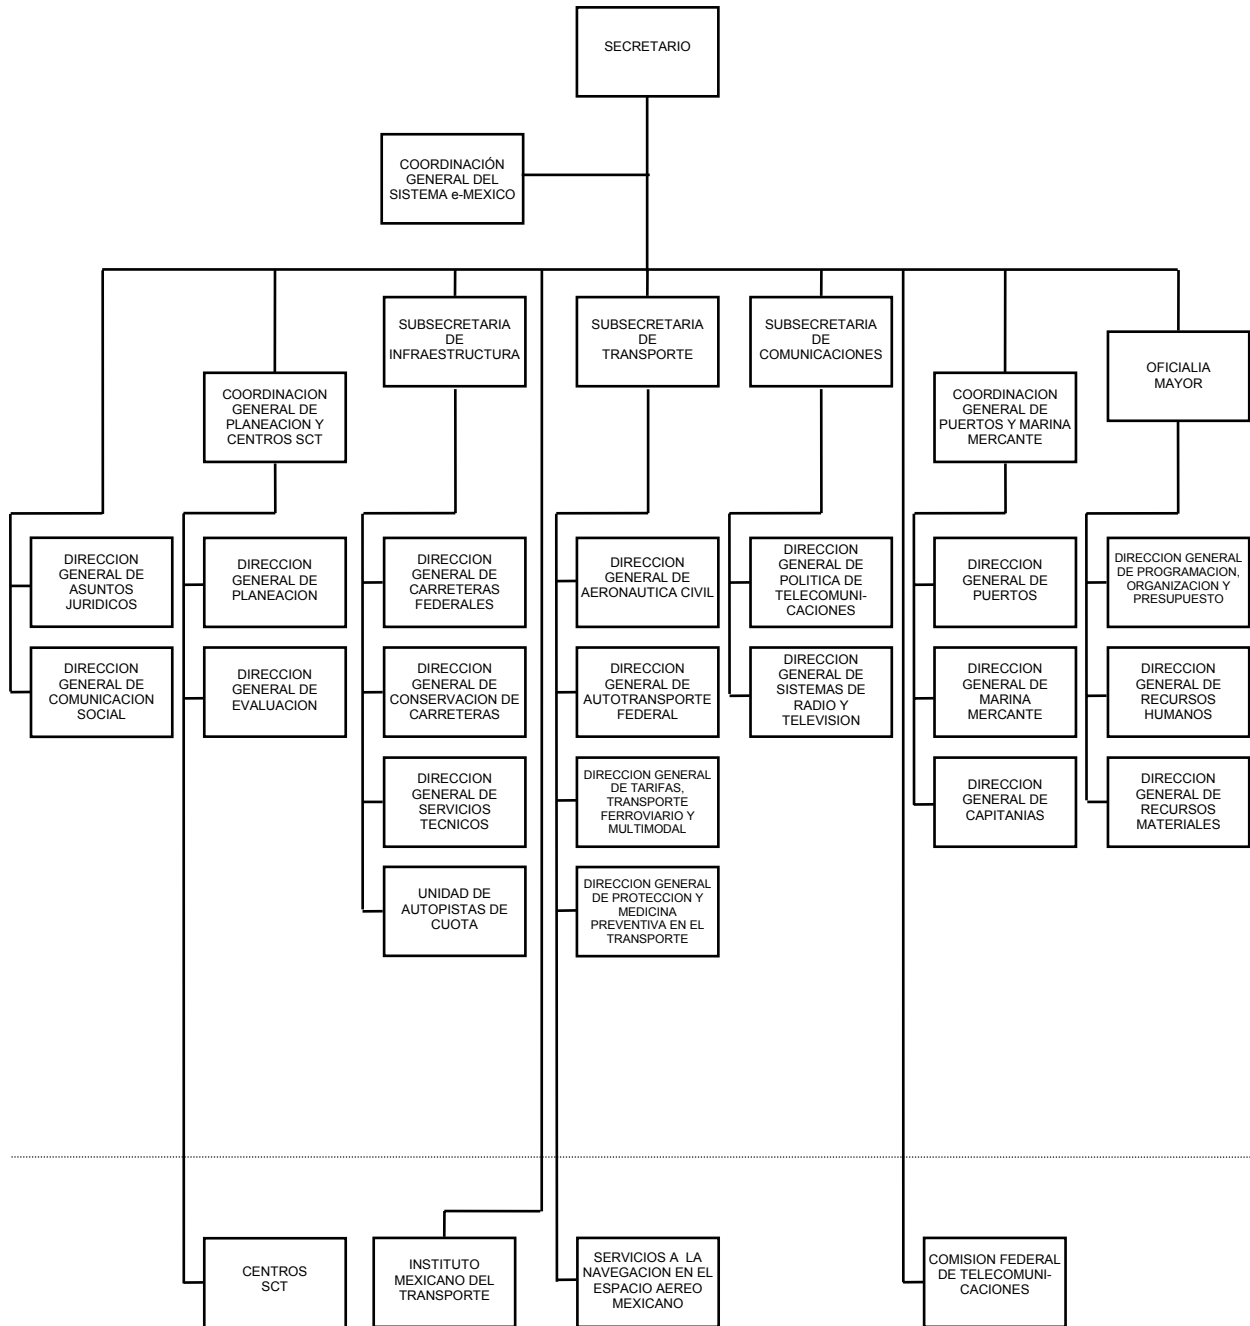 SECRETARIO
COORDINACIÓN
GENERAL DEL
SISTEMA e-MEXICO
SUBSECRETARIA
DE
INFRAESTRUCTURA
SUBSECRETARIA
DE
TRANSPORTE
SUBSECRETARIA
DE
COMUNICACIONES
OFICIALIA
MAYOR
COORDINACION
GENERAL DE
PLANEACION Y
CENTROS SCT
COORDINACION
GENERAL DE
PUERTOS Y MARINA
MERCANTE
DIRECCION
GENERAL DE
ASUNTOS
JURIDICOS
DIRECCION
GENERAL DE
PLANEACION
DIRECCION
GENERAL DE
CARRETERAS
FEDERALES
DIRECCION
GENERAL DE
AERONAUTICA CIVIL
DIRECCION
GENERAL DE
POLITICA DE
TELECOMUNI-
CACIONES
DIRECCION
GENERAL DE
PUERTOS
DIRECCION GENERAL
DE PROGRAMACION,
ORGANIZACION Y
PRESUPUESTO
DIRECCION
GENERAL DE
COMUNICACION
SOCIAL
DIRECCION
GENERAL DE
EVALUACION
DIRECCION
GENERAL DE
CONSERVACION DE
CARRETERAS
DIRECCION
GENERAL DE
AUTOTRANSPORTE
FEDERAL
DIRECCION
GENERAL DE
SISTEMAS DE
RADIO Y
TELEVISION
DIRECCION
GENERAL DE
MARINA
MERCANTE
DIRECCION
GENERAL DE
RECURSOS
HUMANOS
DIRECCION
GENERAL DE
SERVICIOS
TECNICOS
DIRECCION GENERAL
DE TARIFAS,
TRANSPORTE
FERROVIARIO Y
MULTIMODAL
DIRECCION
GENERAL DE
CAPITANIAS
DIRECCION
GENERAL DE
RECURSOS
MATERIALES
UNIDAD DE
AUTOPISTAS DE
CUOTA
DIRECCION GENERAL
DE PROTECCION Y
MEDICINA
PREVENTIVA EN EL
TRANSPORTE
CENTROS
SCT
INSTITUTO
MEXICANO DEL
TRANSPORTE
SERVICIOS A LA
NAVEGACION EN EL
ESPACIO AEREO
MEXICANO
COMISION FEDERAL
DE TELECOMUNI-
CACIONES